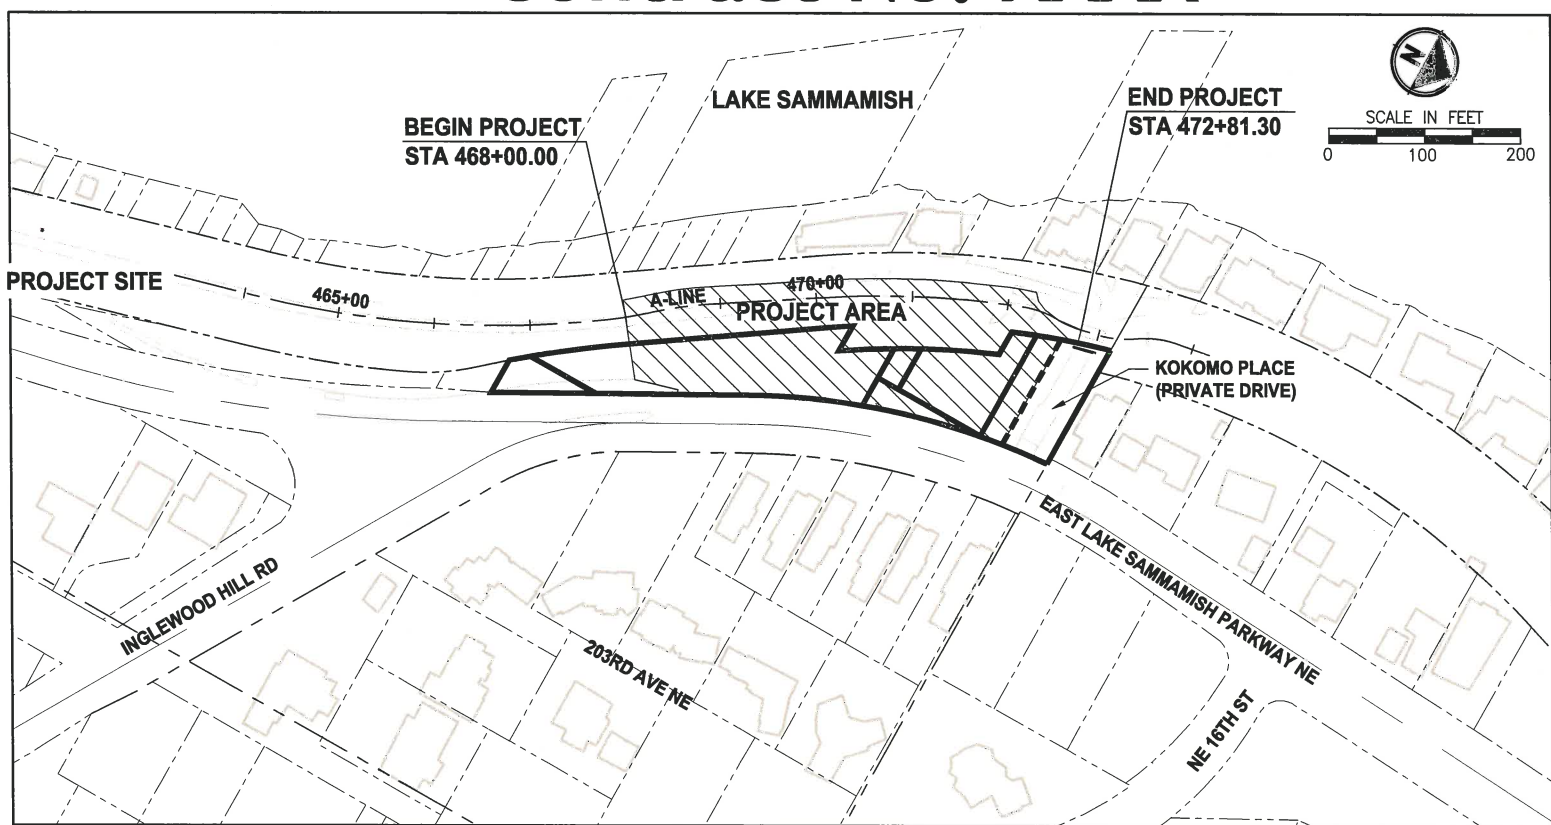 LAKE SAMMAMISH
BEGIN PROJECT
STA 468+00.00
END PROJECT
STA 472+81.30
N
SCALE IN FEET
0 100 200
PROJECT SITE
465+00
A-LINE
470+00
PROJECT AREA
KOKOMO PLACE
(PRIVATE DRIVE)
EAST LAKE SAMMAMISH PARKWAY NE
INGLEWOOD HILL RD
203RD AVE NE
NE 16TH ST